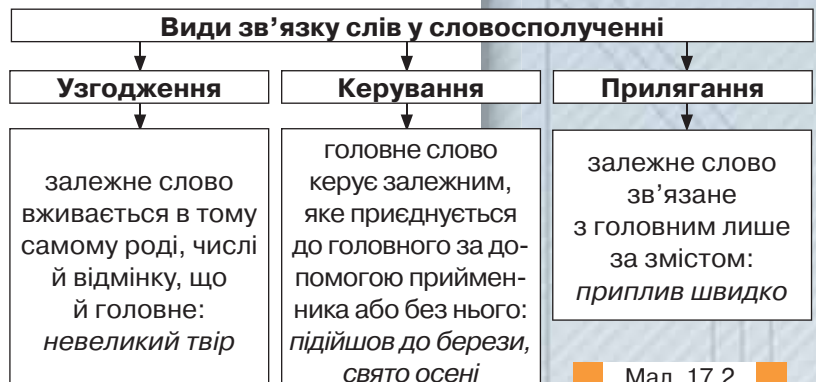 Види зв’язку слів у словосполученні
Узгодження
Керування
Прилягання
залежне слово
вживається в тому
самому роді, числі
й відмінку, що
й головне:
невеликий твір
головне слово
керує залежним,
яке приєднується
до головного за до-
помогою приймен-
ника або без нього:
підійшов до берези,
свято осені
залежне слово
зв’язане
з головним лише
за змістом:
приплив швидко
Мал. 17.2